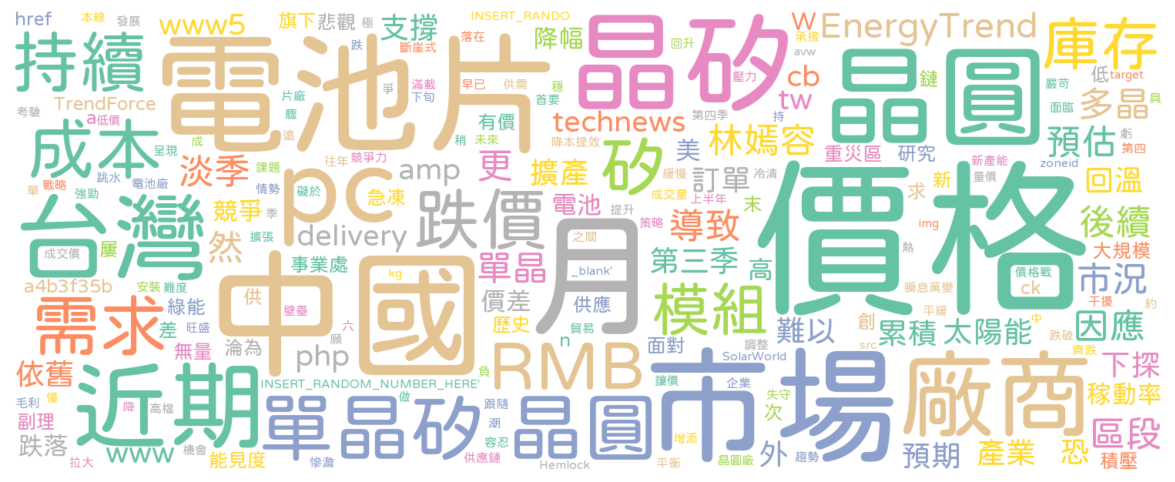 href 本線 發展 www5 旗下 悲觀 極 支撐 INSERT_RANDO 落在 降幅 晶矽 W 承接 EnergyTrend 庫存
持續 電池片 跌 斷崖式 回升 cb avw 晶圓 鏈 低 嚴苛 target
考驗 TrendForce a 低價 片廠 爭 滿載 早已 供需 穩 壓力 tw 第四季 持 面臨 多晶 具
成本 成 淡季 驟 遠 下旬 首要 technews 林嫣容 預估 虧 第四
呈現 有價 稍 未來 降本提效 矽 美 重災區 研究 新產能 zoneid
單 戰略 跳水 電池廠 課題 往年 競爭力 amp 更 擴產 訂單 冷清 緩慢 量價 求 新 回溫
台灣 強勁 情勢 pc 礙於 急凍 跌價 電池 提升 成交量 上半年 末 價格
屢 競爭 然 季 delivery 月 策略 導致 img 後續
成交價 擴張 事業處 kg 單晶 之間 _blank' 第三季 高 熱 大規模
a4b3f35b 安裝 難度 供 中國 價差 供應 模組 瞬息萬變 價格戰 ck 市況 干擾
需求 綠能 旺盛 壁壘 歷史 貿易 難以 創 平緩 中 約
差 無量 淪為 php 六 願 n 面對 調整 累積 太陽能 因應
依舊 近期 INSERT_RANDOM_NUMBER_HERE' 負 RMB SolarWorld src 跌破 齊跌 下探
毛利 慢 降 高檔 單晶矽晶圓 做 跟隨 讓價 企業 市場 廠商 稼動率
副理 機會 潮 失守 次 區段
跌落 www 能見度 慘澹 容忍 增添 外 預期 產業 恐 積壓
拉大 供應鏈 Hemlock 平衡 晶圓廠 趨勢